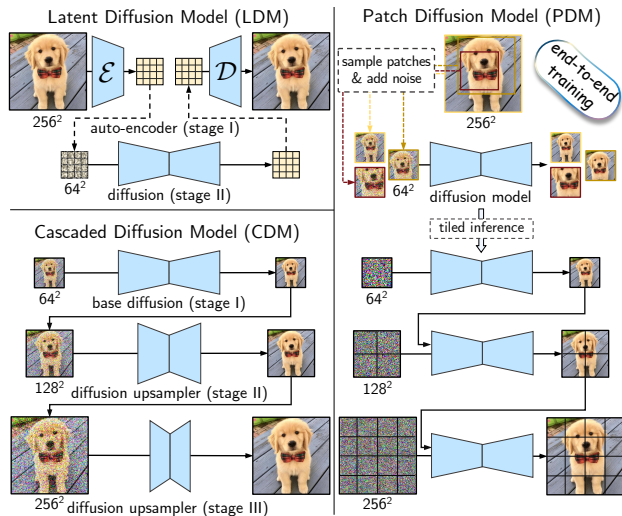 Latent Diffusion Model (LDM)
ℰ
𝒟
256²
auto-encoder (stage I)
64²
diffusion (stage II)
Cascaded Diffusion Model (CDM)
64²
base diffusion (stage I)
128²
diffusion upsampler (stage II)
256²
diffusion upsampler (stage III)
Patch Diffusion Model (PDM)
sample patches
& add noise
end-to-end
training
256²
64²
diffusion model
tiled inference
64²
128²
256²